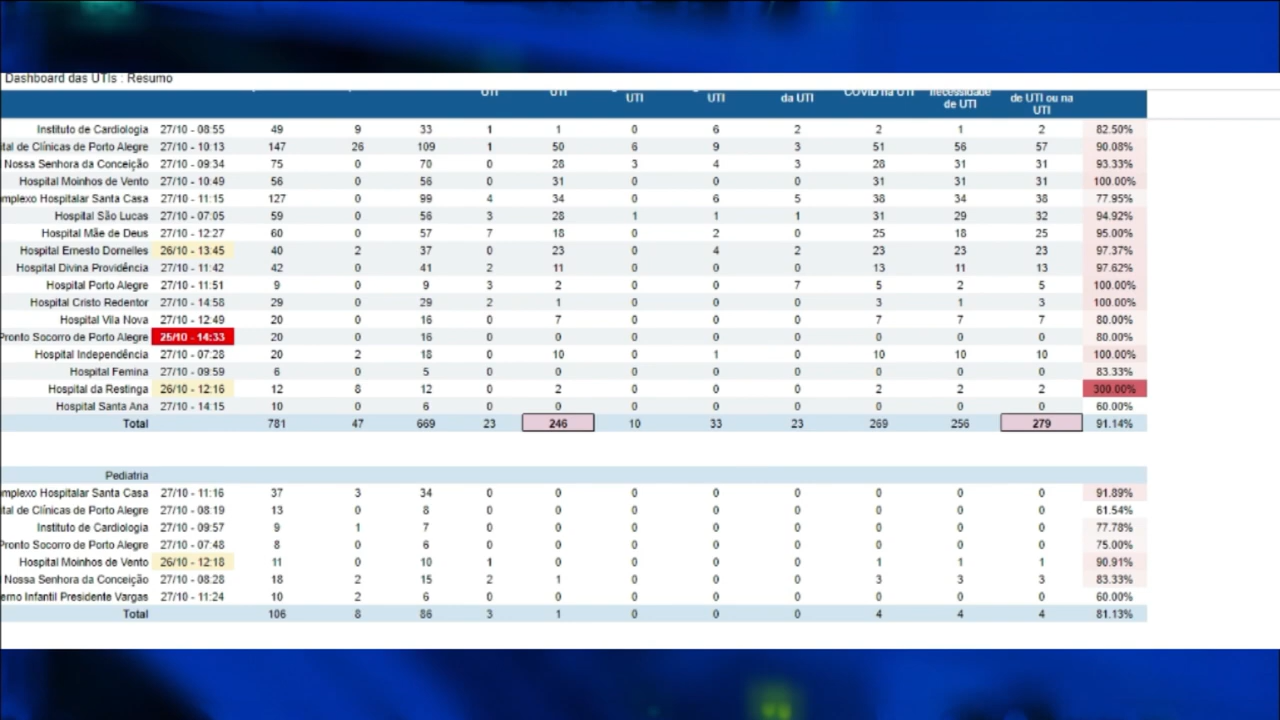 Dashboard das UTIs : Resumo
UTI UTI UTI UTI da UTI COVID na UTI necessidade de UTI de UTI ou na UTI
Instituto de Cardiologia 27/10 - 08:55 49 9 33 1 1 0 6 2 2 1 2 82.50%
tal de Clínicas de Porto Alegre 27/10 - 10:13 147 26 109 1 50 6 9 3 51 56 57 90.08%
Nossa Senhora da Conceição 27/10 - 09:34 75 0 70 0 28 3 4 3 28 31 31 93.33%
Hospital Moinhos de Vento 27/10 - 10:49 56 0 56 0 31 0 0 0 31 31 31 100.00%
mplexo Hospitalar Santa Casa 27/10 - 11:15 127 0 99 4 34 0 6 5 38 34 38 77.95%
Hospital São Lucas 27/10 - 07:05 59 0 56 3 28 1 1 1 31 29 32 94.92%
Hospital Mãe de Deus 27/10 - 12:27 60 0 57 7 18 0 2 0 25 18 25 95.00%
Hospital Ernesto Dornelles 26/10 - 13:45 40 2 37 0 23 0 4 2 23 23 23 97.37%
Hospital Divina Providência 27/10 - 11:42 42 0 41 2 11 0 0 0 13 11 13 97.62%
Hospital Porto Alegre 27/10 - 11:51 9 0 9 3 2 0 0 7 5 2 5 100.00%
Hospital Cristo Redentor 27/10 - 14:58 29 0 29 2 1 0 0 0 3 1 3 100.00%
Hospital Vila Nova 27/10 - 12:49 20 0 16 0 7 0 0 0 7 7 7 80.00%
Pronto Socorro de Porto Alegre 25/10 - 14:33 20 0 16 0 0 0 0 0 0 0 0 80.00%
Hospital Independência 27/10 - 07:28 20 2 18 0 10 0 1 0 10 10 10 100.00%
Hospital Femina 27/10 - 09:59 6 0 5 0 0 0 0 0 0 0 0 83.33%
Hospital da Restinga 26/10 - 12:16 12 8 12 0 2 0 0 0 2 2 2 300.00%
Hospital Santa Ana 27/10 - 14:15 10 0 6 0 0 0 0 0 0 0 0 60.00%
Total 781 47 669 23 246 10 33 23 269 256 279 91.14%
Pediatria
mplexo Hospitalar Santa Casa 27/10 - 11:16 37 3 34 0 0 0 0 0 0 0 0 91.89%
tal de Clínicas de Porto Alegre 27/10 - 08:19 13 0 8 0 0 0 0 0 0 0 0 61.54%
Instituto de Cardiologia 27/10 - 09:57 9 1 7 0 0 0 0 0 0 0 0 77.78%
Pronto Socorro de Porto Alegre 27/10 - 07:48 8 0 6 0 0 0 0 0 0 0 0 75.00%
Hospital Moinhos de Vento 26/10 - 12:18 11 0 10 1 0 0 0 0 1 1 1 90.91%
Nossa Senhora da Conceição 27/10 - 08:28 18 2 15 2 1 0 0 0 3 3 3 83.33%
erno Infantil Presidente Vargas 27/10 - 11:24 10 2 6 0 0 0 0 0 0 0 0 60.00%
Total 106 8 86 3 1 0 0 0 4 4 4 81.13%